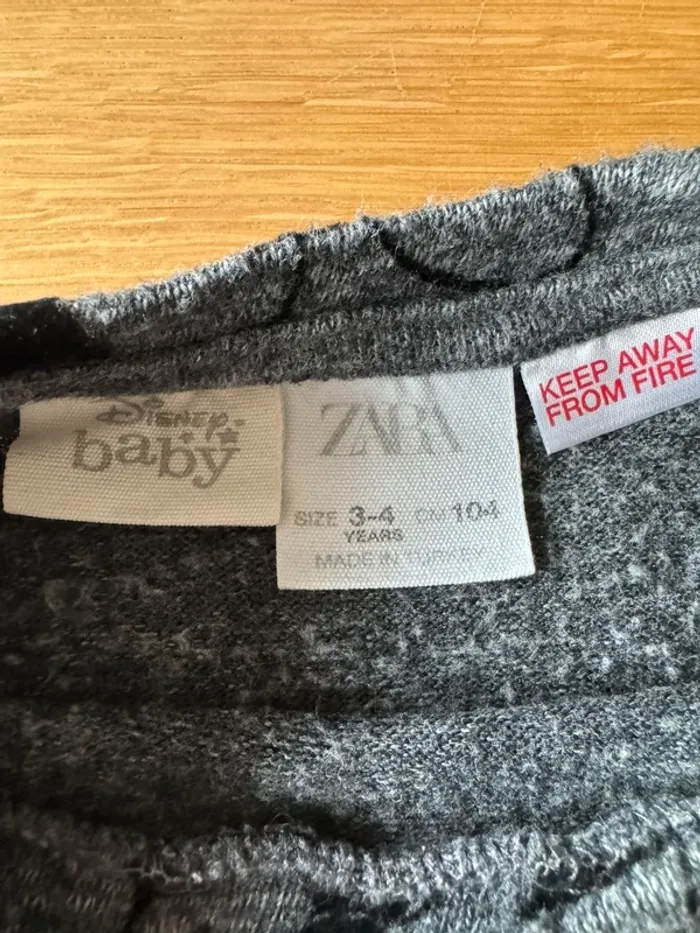 Disney
baby
ZARA
SIZE 3-4 CM 104
YEARS
MADE IN TURKEY
KEEP AWAY
FROM FIRE